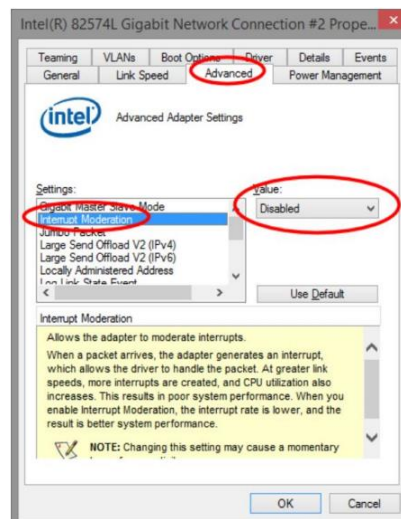 Intel(R) 82574L Gigabit Network Connection #2 Prope...
Teaming VLANs Boot Options Driver Details Events
General Link Speed Advanced Power Management
intel Advanced Adapter Settings
Settings:
Value:
Gigabit Master Slave Mode
Disabled
Interrupt Moderation
Jumbo Packet
Large Send Offload V2 (IPv4)
Large Send Offload V2 (IPv6)
Locally Administered Address
Log Link State Event
Use Default
Interrupt Moderation
Allows the adapter to moderate interrupts.
When a packet arrives, the adapter generates an interrupt,
which allows the driver to handle the packet. At greater link
speeds, more interrupts are created, and CPU utilization also
increases. This results in poor system performance. When you
enable Interrupt Moderation, the interrupt rate is lower, and the
result is better system performance.
NOTE: Changing this setting may cause a momentary
OK Cancel